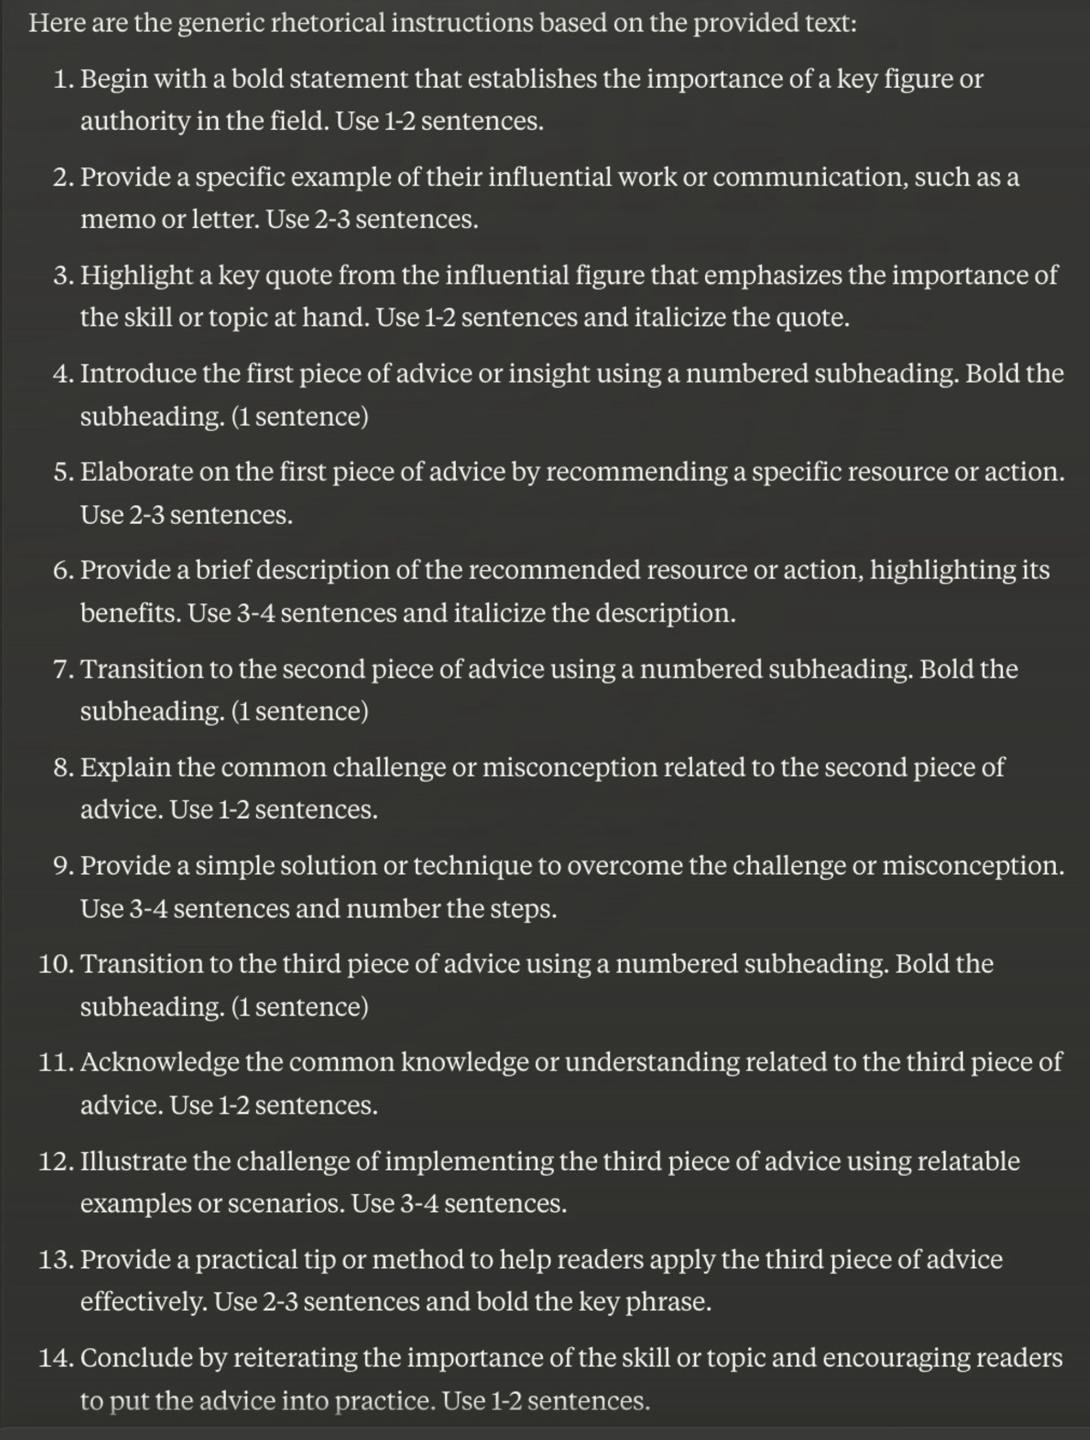 Here are the generic rhetorical instructions based on the provided text:
1. Begin with a bold statement that establishes the importance of a key figure or
authority in the field. Use 1-2 sentences.
2. Provide a specific example of their influential work or communication, such as a
memo or letter. Use 2-3 sentences.
3. Highlight a key quote from the influential figure that emphasizes the importance of
the skill or topic at hand. Use 1-2 sentences and italicize the quote.
4. Introduce the first piece of advice or insight using a numbered subheading. Bold the
subheading. (1 sentence)
5. Elaborate on the first piece of advice by recommending a specific resource or action.
Use 2-3 sentences.
6. Provide a brief description of the recommended resource or action, highlighting its
benefits. Use 3-4 sentences and italicize the description.
7. Transition to the second piece of advice using a numbered subheading. Bold the
subheading. (1 sentence)
8. Explain the common challenge or misconception related to the second piece of
advice. Use 1-2 sentences.
9. Provide a simple solution or technique to overcome the challenge or misconception.
Use 3-4 sentences and number the steps.
10. Transition to the third piece of advice using a numbered subheading. Bold the
subheading. (1 sentence)
11. Acknowledge the common knowledge or understanding related to the third piece of
advice. Use 1-2 sentences.
12. Illustrate the challenge of implementing the third piece of advice using relatable
examples or scenarios. Use 3-4 sentences.
13. Provide a practical tip or method to help readers apply the third piece of advice
effectively. Use 2-3 sentences and bold the key phrase.
14. Conclude by reiterating the importance of the skill or topic and encouraging readers
to put the advice into practice. Use 1-2 sentences.